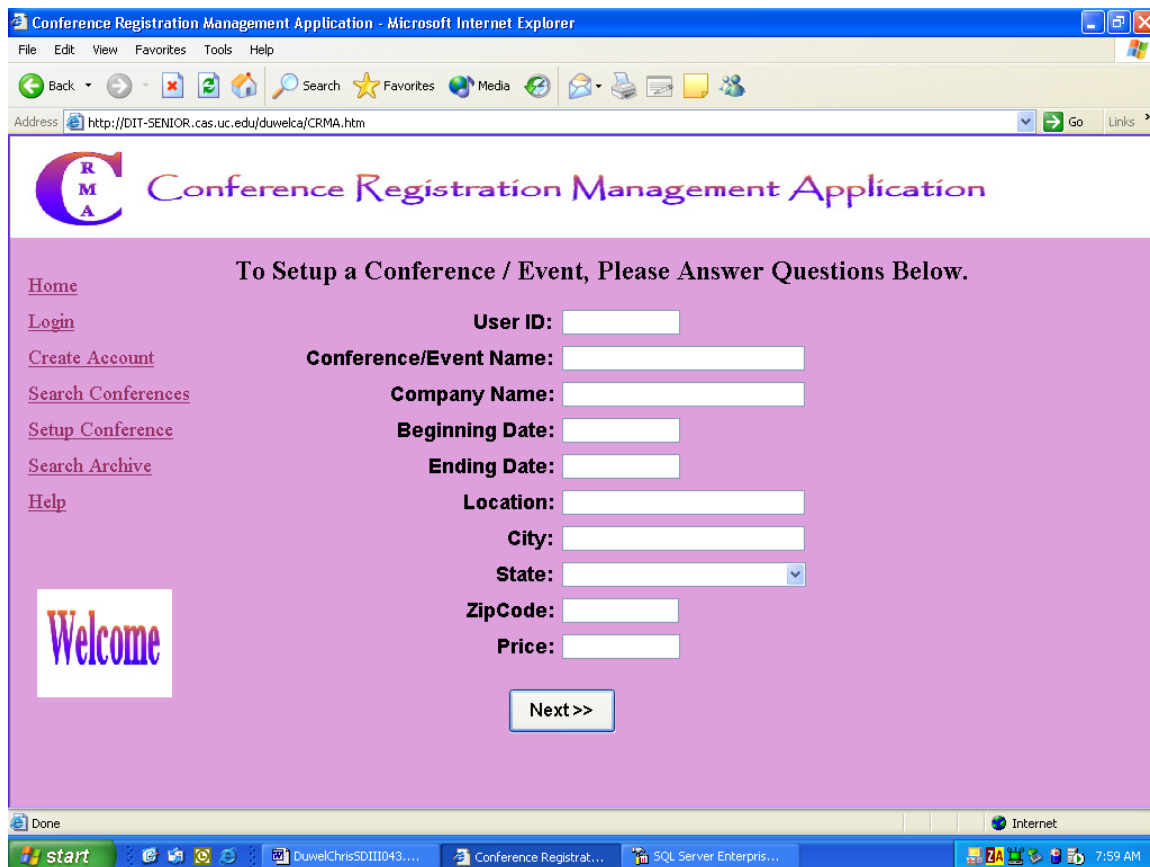 Conference Registration Management Application - Microsoft Internet Explorer
File Edit View Favorites Tools Help
Back Search Favorites Media
Address http://DIT-SENIOR.cas.uc.edu/duwelca/CRMA.htm Go Links »
C R M A
Conference Registration Management Application
To Setup a Conference / Event, Please Answer Questions Below.
Home
Login
Create Account
Search Conferences
Setup Conference
Search Archive
Help
Welcome
User ID:
Conference/Event Name:
Company Name:
Beginning Date:
Ending Date:
Location:
City:
State:
ZipCode:
Price:
Next >>
Done Internet
start DuwelChrisSDIII043.... Conference Registrat... SQL Server Enterpris... ZA 7:59 AM